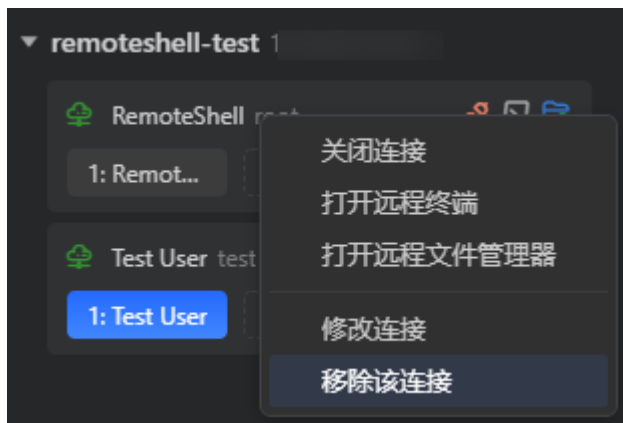 remoteshell-test 1
RemoteShell
1: Remot...
Test User test
1: Test User
关闭连接
打开远程终端
打开远程文件管理器
修改连接
移除该连接